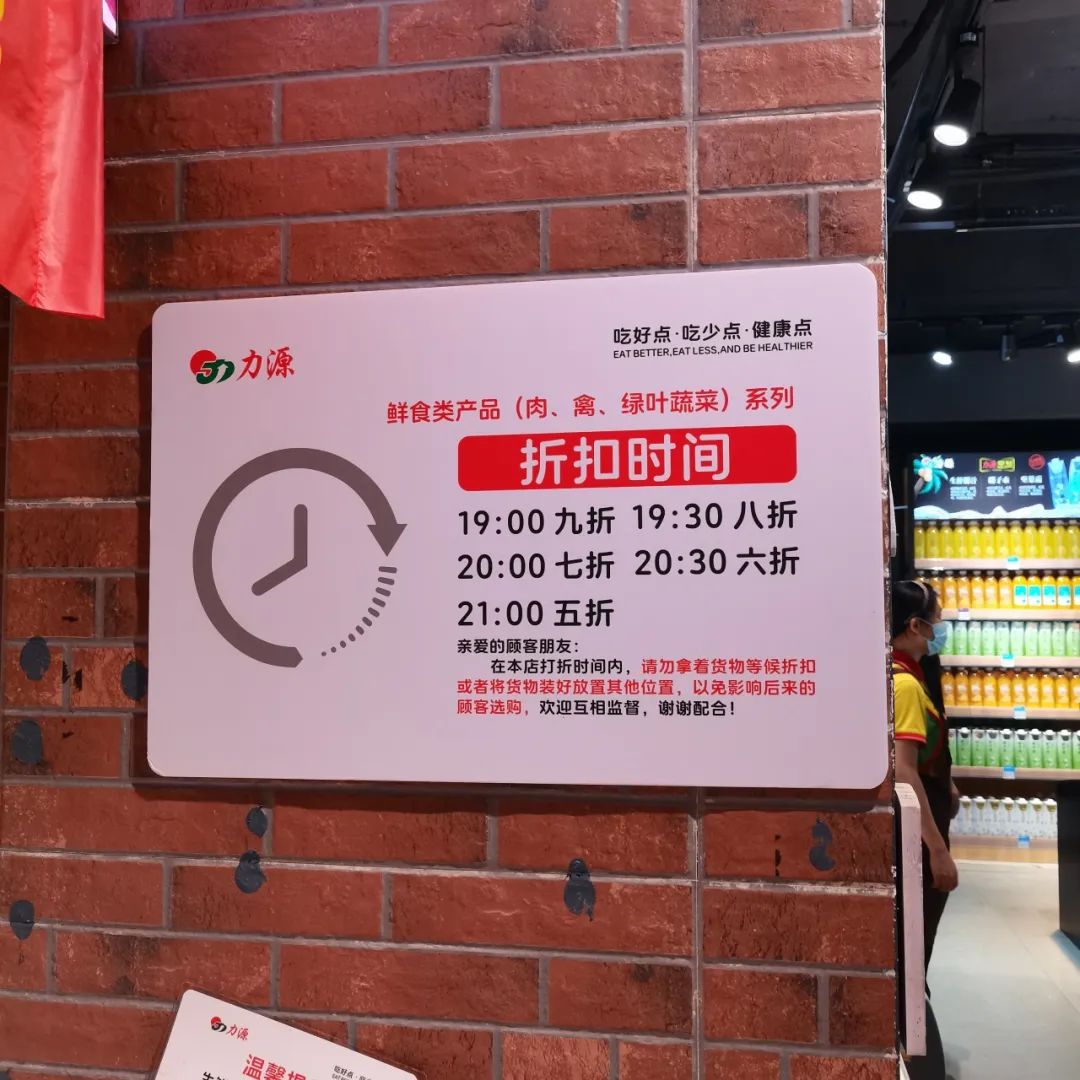 力源
吃好点·吃少点·健康点
EAT BETTER,EAT LESS,AND BE HEALTHIER
鲜食类产品（肉、禽、绿叶蔬菜）系列
折扣时间
19:00 九折 19:30 八折
20:00 七折 20:30 六折
21:00 五折
亲爱的顾客朋友：
在本店打折时间内，请勿拿着货物等候折扣
或者将货物装好放置其他位置，以免影响后来的
顾客选购，欢迎互相监督，谢谢配合！
力源
温馨提